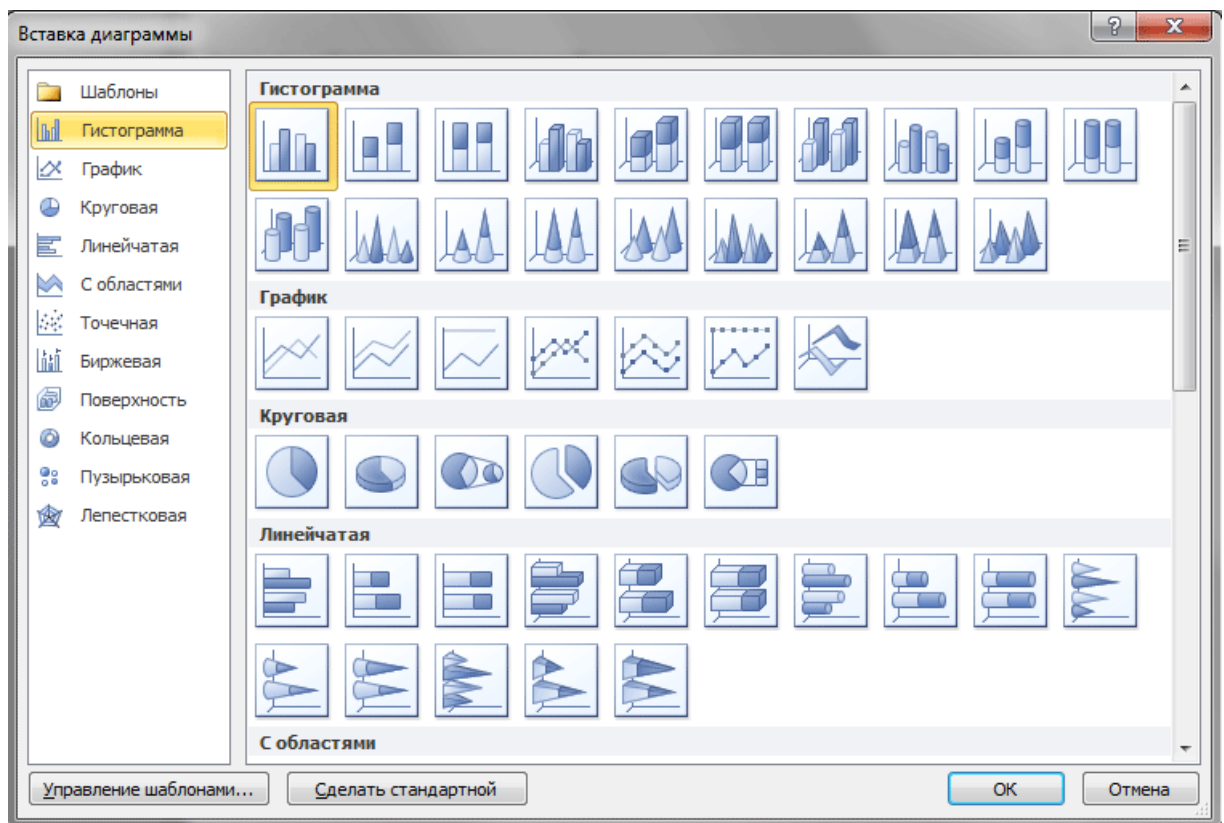 Вставка диаграммы
Шаблоны
Гистограмма
График
Круговая
Линейчатая
С областями
Точечная
Биржевая
Поверхность
Кольцевая
Пузырьковая
Лепестковая
Гистограмма
График
Круговая
Линейчатая
С областями
Управление шаблонами...
Сделать стандартной
ОК
Отмена